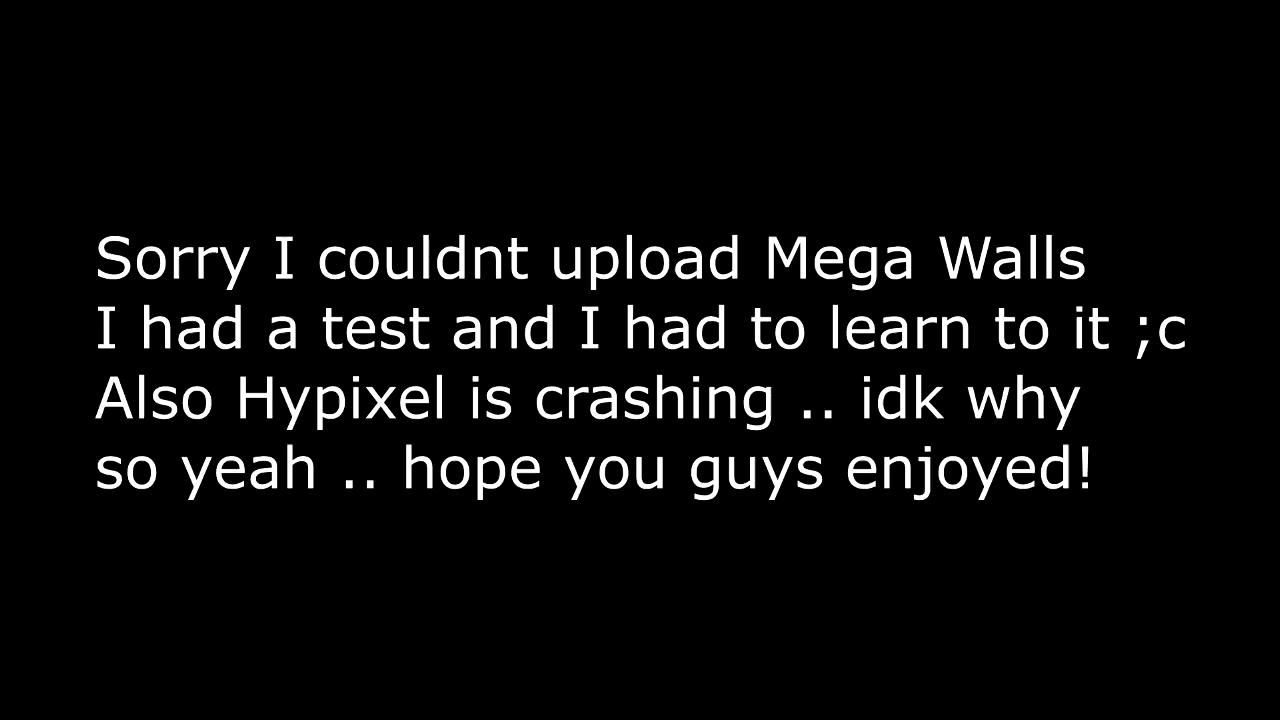 Sorry I couldnt upload Mega Walls
I had a test and I had to learn to it ;c
Also Hypixel is crashing .. idk why
so yeah .. hope you guys enjoyed!